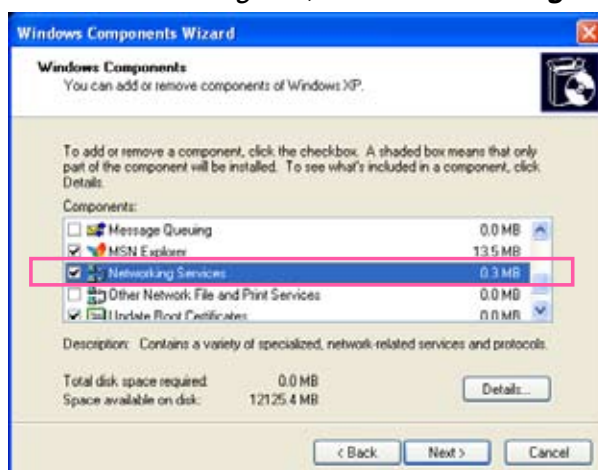 Windows Components Wizard
Windows Components
You can add or remove components of Windows XP.
To add or remove a component, click the checkbox. A shaded box means that only
part of the component will be installed. To see what's included in a component, click
Details.
Components:
Message Queuing 0.0 MB
MSN Explorer 13.5 MB
Networking Services 0.3 MB
Other Network File and Print Services 0.0 MB
Update Root Certificates 0.0 MB
Description: Contains a variety of specialized, network-related services and protocols.
Total disk space required: 0.0 MB
Space available on disk: 12125.4 MB
Details...
< Back Next > Cancel